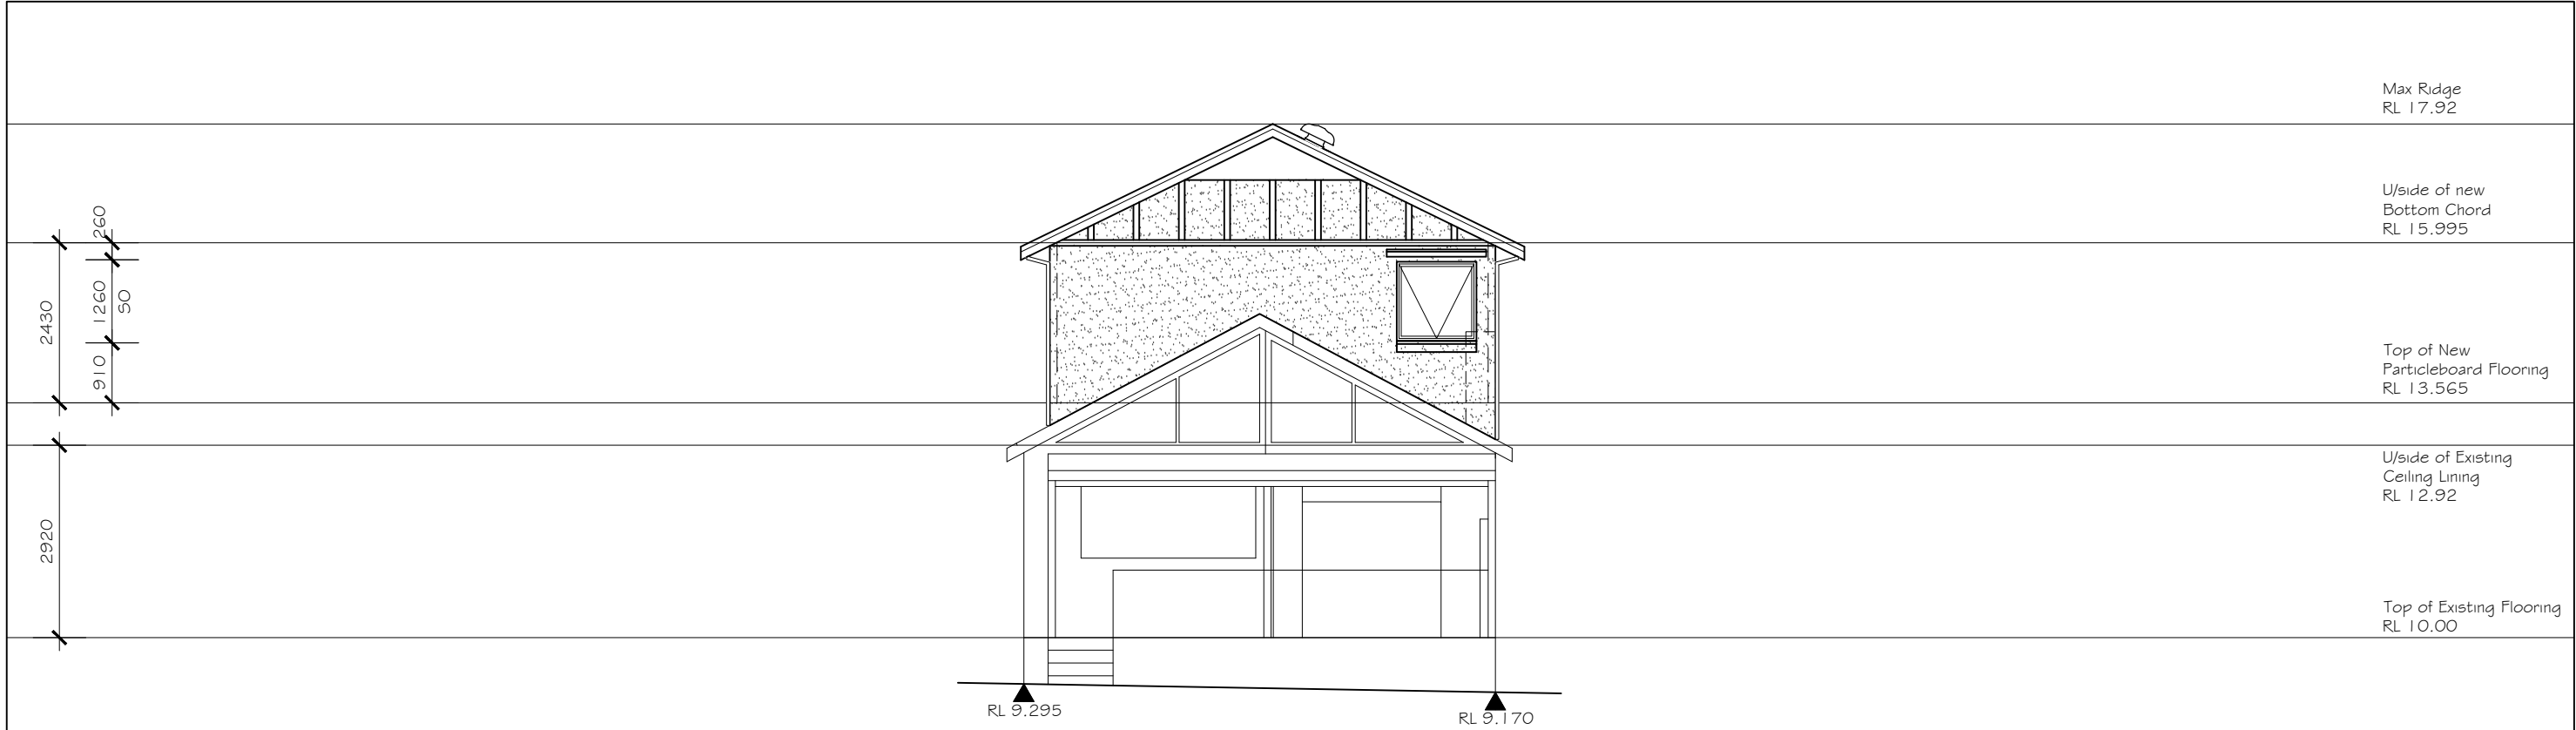 Max Ridge
RL 17.92
U/side of new
Bottom Chord
RL 15.995
Top of New
Particleboard Flooring
RL 13.565
U/side of Existing
Ceiling Lining
RL 12.92
Top of Existing Flooring
RL 10.00
260
1260
50
910
2430
2920
RL 9.295
RL 9.170